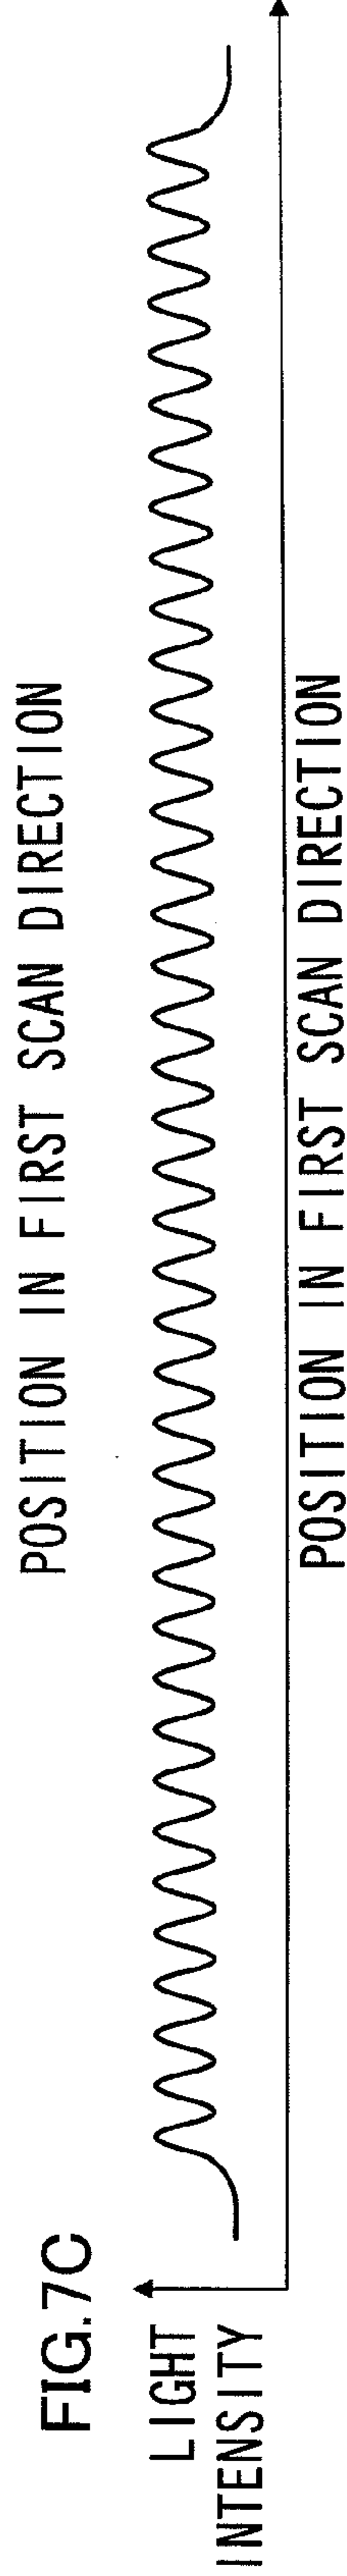 POSITION IN FIRST SCAN DIRECTION
FIG.7C
LIGHT
INTENSITY
POSITION IN FIRST SCAN DIRECTION